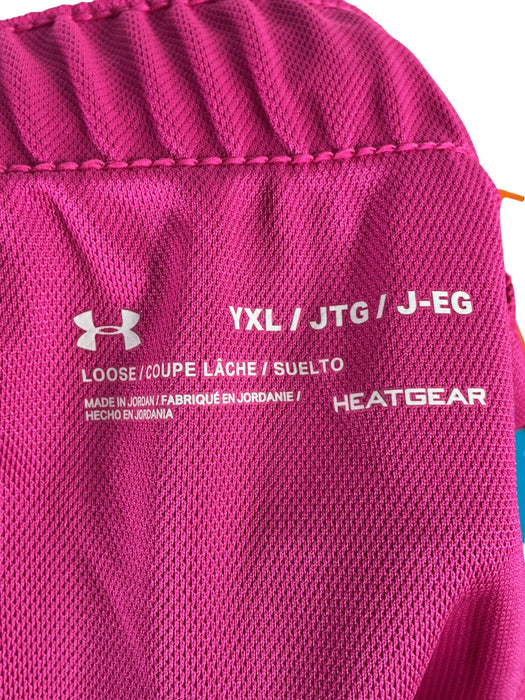 YXL / JTG / J-EG
LOOSE / COUPE LÂCHE / SUELTO
MADE IN JORDAN / FABRIQUÉ EN JORDANIE /
HECHO EN JORDANIA
HEATGEAR